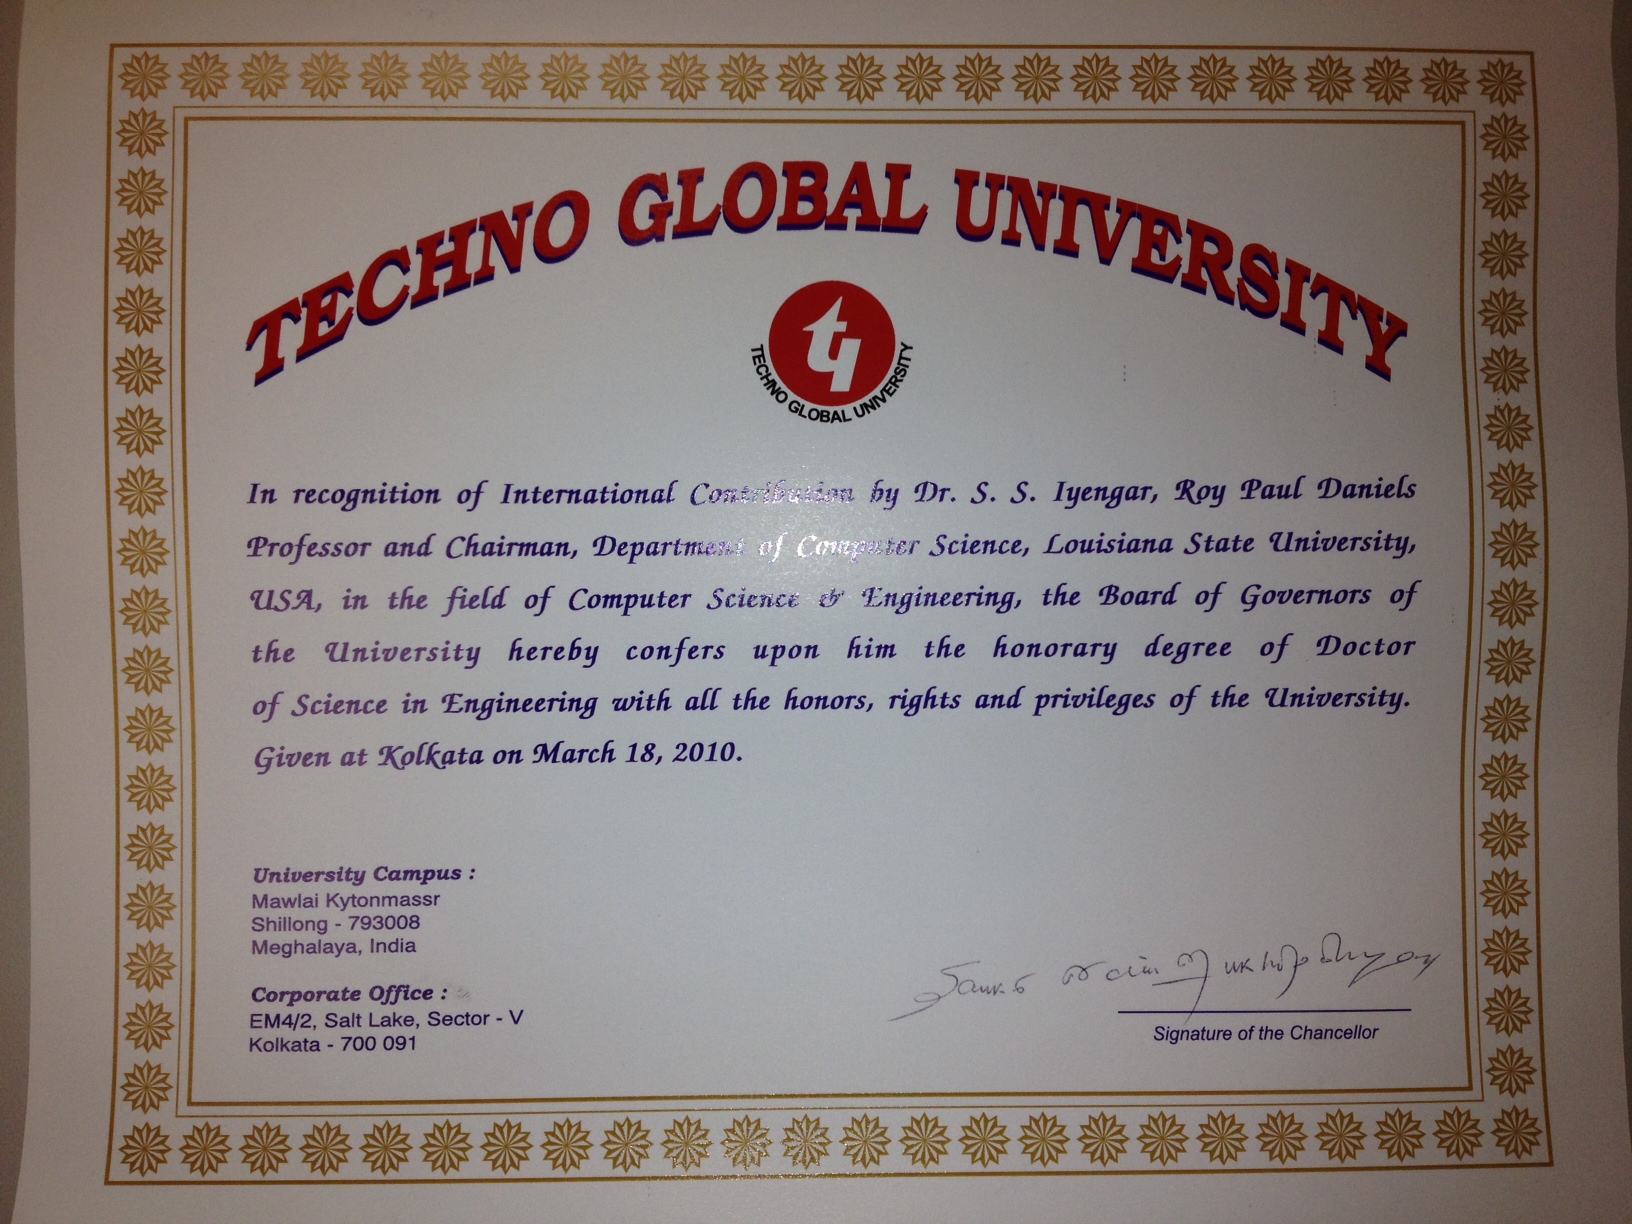 TECHNO GLOBAL UNIVERSITY
TECHNO GLOBAL UNIVERSITY
In recognition of International Contribution by Dr. S. S. Iyengar, Roy Paul Daniels
Professor and Chairman, Department of Computer Science, Louisiana State University,
USA, in the field of Computer Science & Engineering, the Board of Governors of
the University hereby confers upon him the honorary degree of Doctor
of Science in Engineering with all the honors, rights and privileges of the University.
Given at Kolkata on March 18, 2010.
University Campus :
Mawlai Kytonmassr
Shillong - 793008
Meghalaya, India
Corporate Office :
EM4/2, Salt Lake, Sector - V
Kolkata - 700 091
Signature of the Chancellor